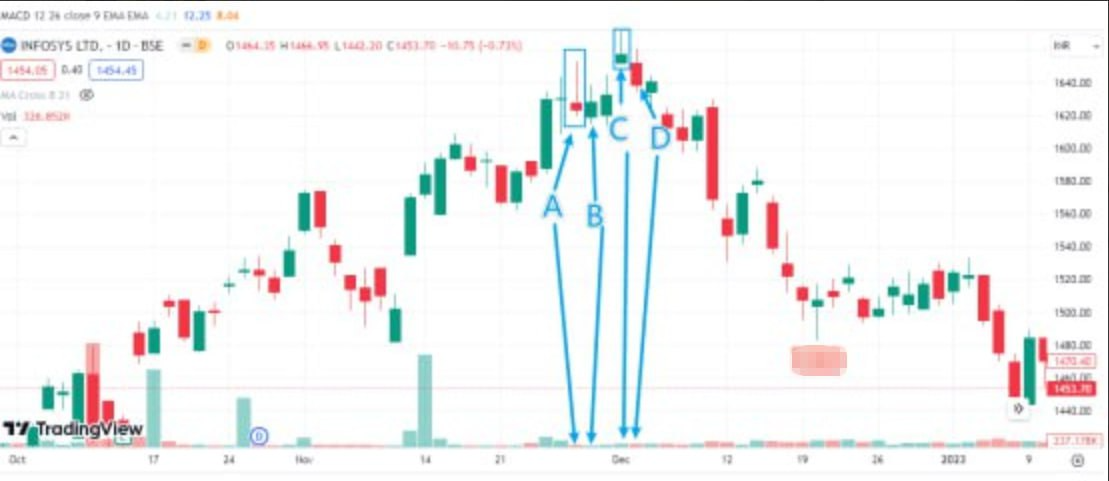 MACD 12 26 close 9 EMA EMA 4.21 12.25 8.04
INFOSYS LTD. - 1D - BSE D O1464.35 H1466.95 L1442.20 C1453.70 -10.75 (-0.73%) INR
1454.05 0.40 1454.45
MA Cross 8 21
Vol 326.852K
1640.00
1620.00
1600.00
1580.00
1560.00
1540.00
1520.00
1500.00
1480.00
1470.40
1460.00
1453.70
1440.00
337.178K
A
B
C
D
TradingView
D
Oct 17 24 Nov 14 21 Dec 12 19 26 2023 9